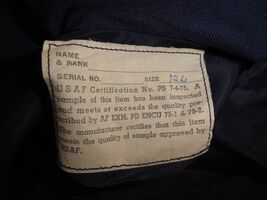 NAME
& RANK
SERIAL NO. SIZE 12L
USAF Certification No. PS 7-4-75. A
sample of this item has been inspected
and meets or exceeds the quality pre-
scribed by AF EXH. PD ENCU 75-1 & 75-2.
The manufacturer certifies that this item
meets the quality of sample approved by
USAF.